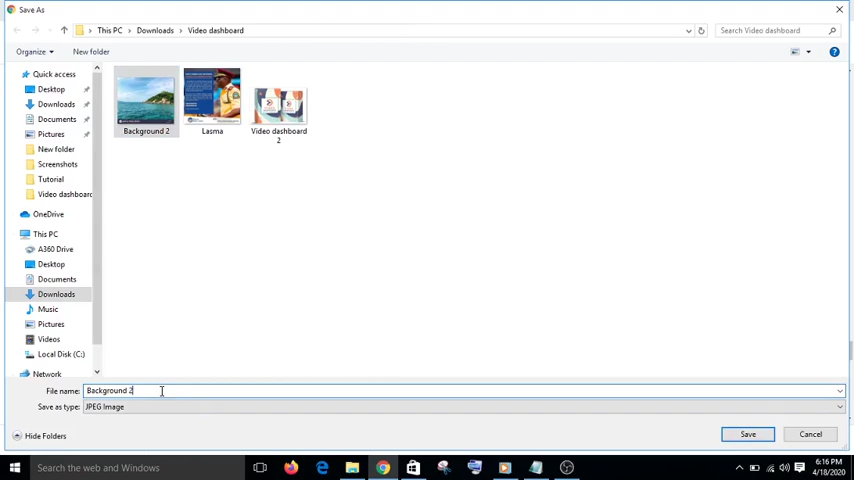 Save As
This PC > Downloads > Video dashboard
Search Video dashboard
Organize
New folder
Quick access
Desktop
Downloads
Documents
Pictures
New folder
Screenshots
Tutorial
Video dashboard
OneDrive
This PC
A360 Drive
Desktop
Documents
Downloads
Music
Pictures
Videos
Local Disk (C:)
Network
Background 2
Lasma
Video dashboard
2
File name: Background 2
Save as type: JPEG Image
Hide Folders
Save
Cancel
Search the web and Windows
6:16 PM
4/18/2020